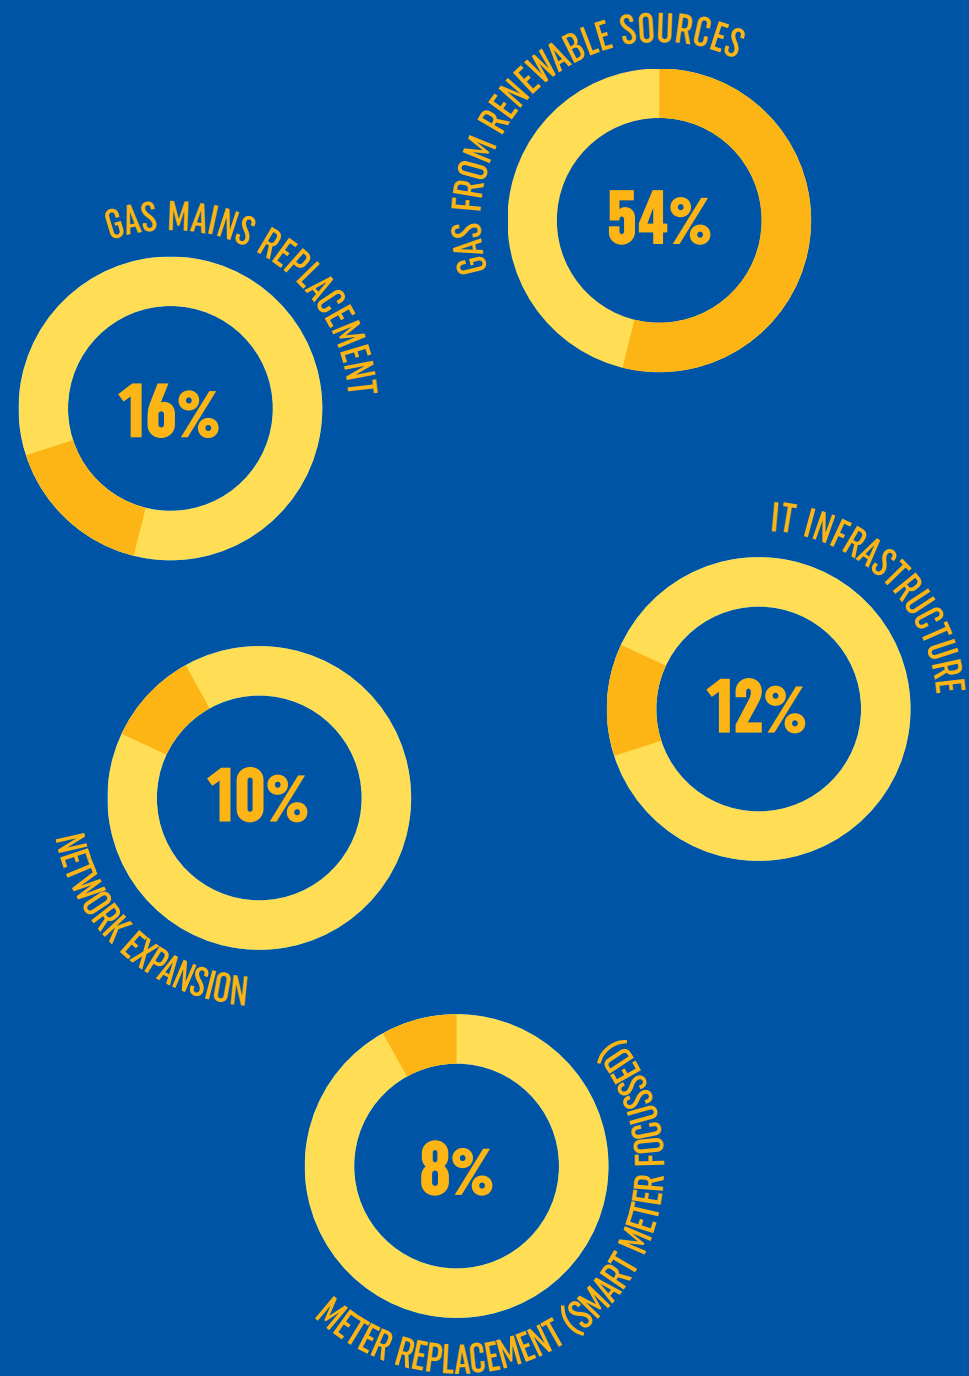 GAS FROM RENEWABLE SOURCES
54%
GAS MAINS REPLACEMENT
16%
IT INFRASTRUCTURE
12%
10%
NETWORK EXPANSION
8%
METER REPLACEMENT (SMART METER FOCUSSED)